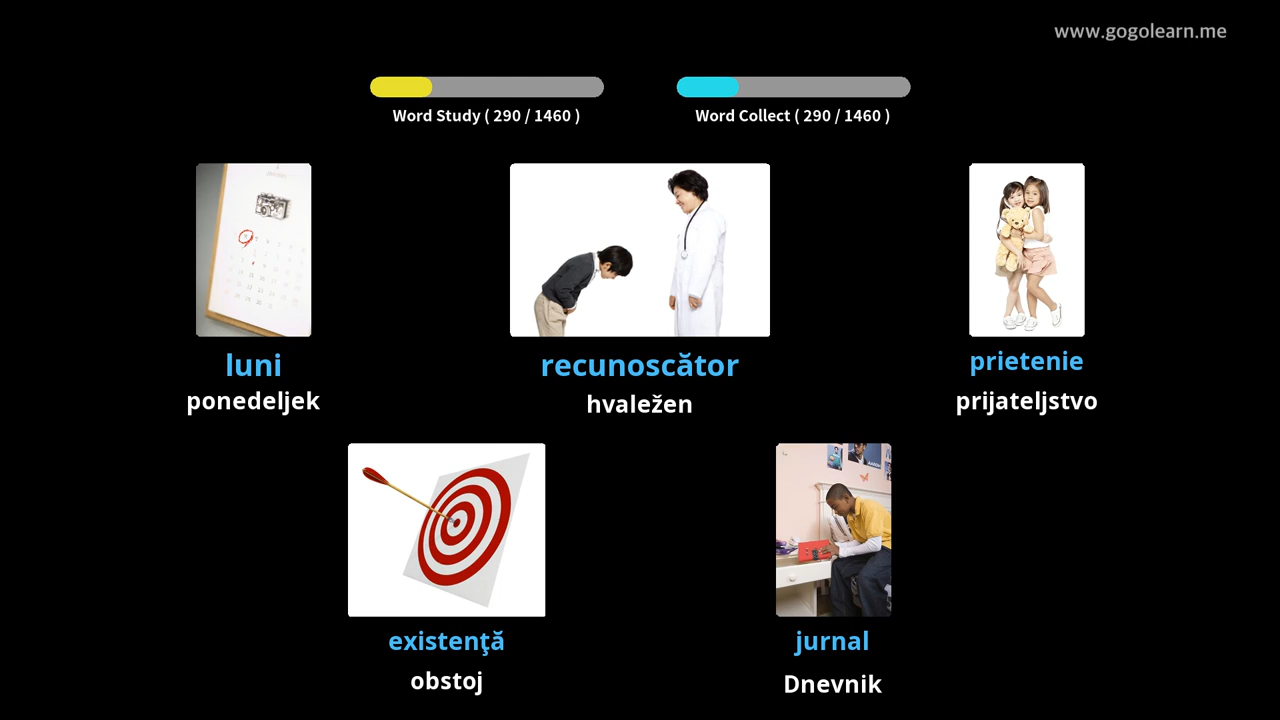 www.gogolearn.me
Word Study ( 290 / 1460 )
Word Collect ( 290 / 1460 )
luni
recunoscător
prietenie
ponedeljek
hvaležen
prijateljstvo
existenţă
jurnal
obstoj
Dnevnik